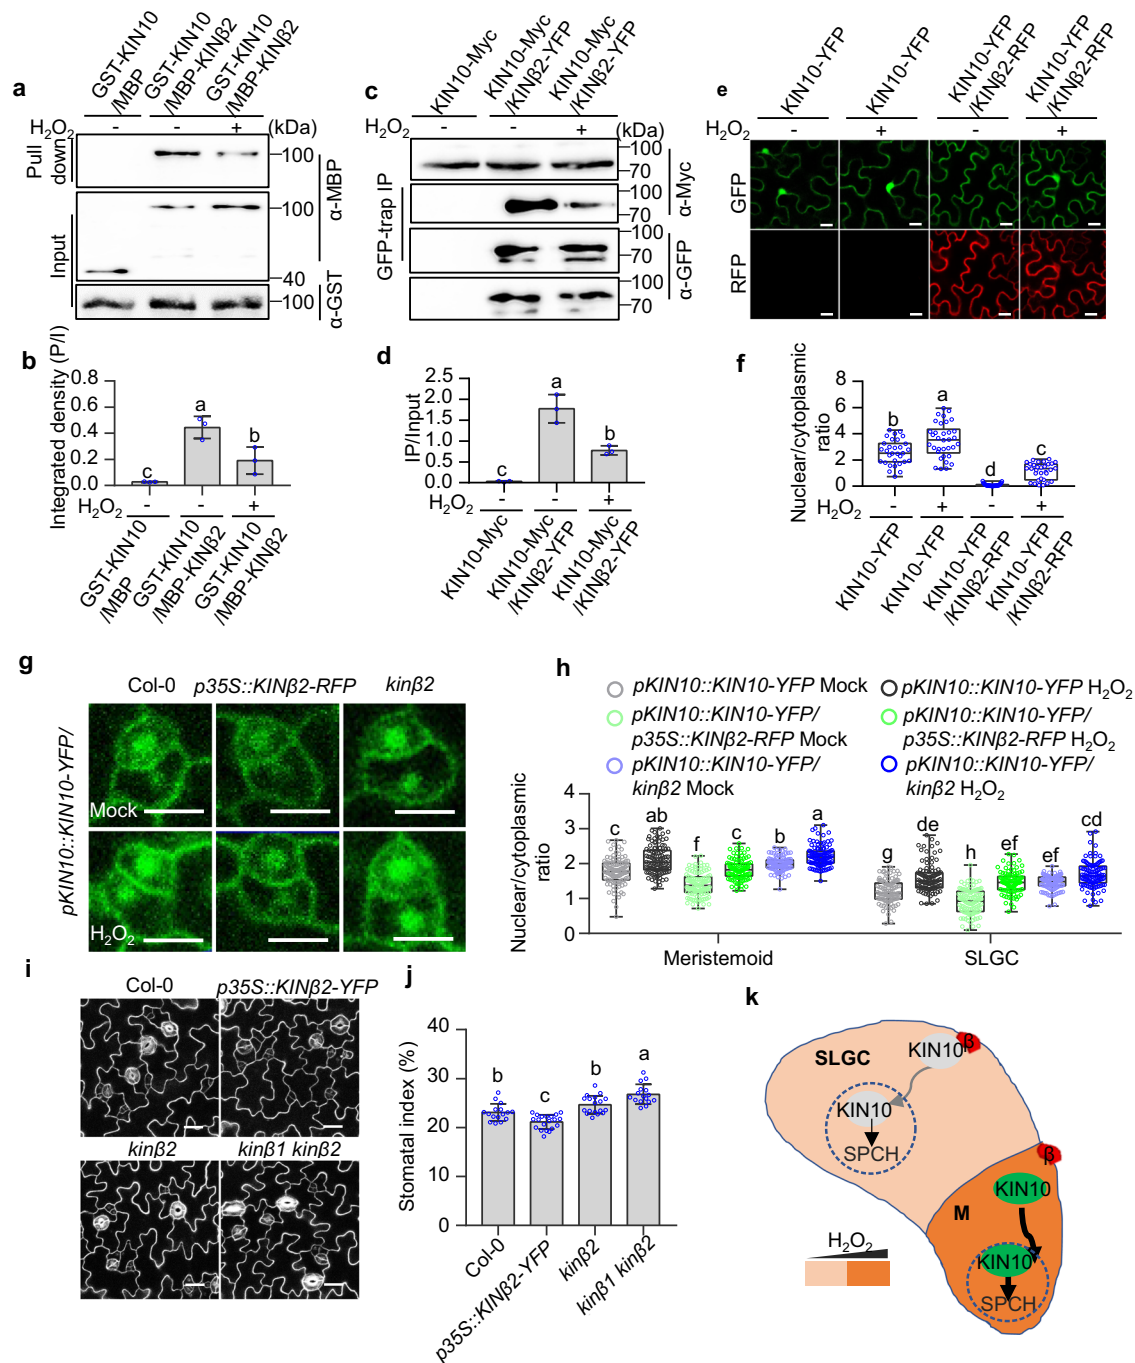 a
GST-KIN10
/MBP
GST-KIN10
/MBP-KINβ2
GST-KIN10
/MBP-KINβ2
H2O2 - - + (kDa)
Pull down
100
α-MBP
Input
100
40
100
α-GST
b
Integrated density (P/I)
0.8
0.6
0.4
0.2
0
c a b
H2O2 - - +
GST-KIN10
/MBP
GST-KIN10
/MBP-KINβ2
GST-KIN10
/MBP-KINβ2
c
KIN10-Myc
KIN10-Myc
/KINβ2-YFP
KIN10-Myc
/KINβ2-YFP
H2O2 - - + (kDa)
100
70
α-Myc
GFP-trap IP
100
70
100
70
α-GFP
100
70
d
IP/Input
2.5
2.0
1.5
1.0
0.5
0
c a b
H2O2 - - +
KIN10-Myc
KIN10-Myc
/KINβ2-YFP
KIN10-Myc
/KINβ2-YFP
e
KIN10-YFP
KIN10-YFP
KIN10-YFP
/KINβ2-RFP
KIN10-YFP
/KINβ2-RFP
H2O2 - + - +
GFP
RFP
f
Nuclear/cytoplasmic
ratio
8
6
4
2
0
b a d c
H2O2 - + - +
KIN10-YFP
KIN10-YFP
KIN10-YFP
/KINβ2-RFP
KIN10-YFP
/KINβ2-RFP
g
Col-0 p35S::KINβ2-RFP kinβ2
pKIN10::KIN10-YFP/
Mock
H2O2
h
pKIN10::KIN10-YFP Mock
pKIN10::KIN10-YFP/
p35S::KINβ2-RFP Mock
pKIN10::KIN10-YFP/
kinβ2 Mock
pKIN10::KIN10-YFP H2O2
pKIN10::KIN10-YFP/
p35S::KINβ2-RFP H2O2
pKIN10::KIN10-YFP/
kinβ2 H2O2
Nuclear/cytoplasmic
ratio
4
3
2
1
0
c ab f c b a g de h ef ef cd
Meristemoid SLGC
i
Col-0 p35S::KINβ2-YFP
kinβ2 kinβ1 kinβ2
j
Stomatal index (%)
40
30
20
10
0
b c b a
Col-0
p35S::KINβ2-YFP
kinβ2
kinβ1 kinβ2
k
SLGC
KIN10
β
KIN10
SPCH
β
KIN10
M
KIN10
SPCH
H2O2